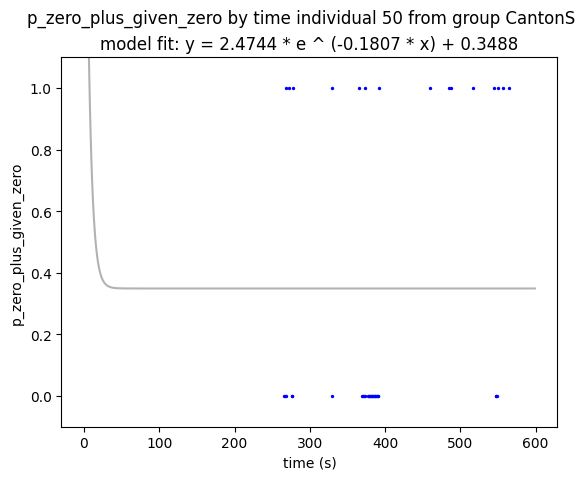 p_zero_plus_given_zero by time individual 50 from group CantonS
model fit: y = 2.4744 * e ^ (-0.1807 * x) + 0.3488
1.0
0.8
0.6
0.4
0.2
0.0
p_zero_plus_given_zero
0 100 200 300 400 500 600
time (s)